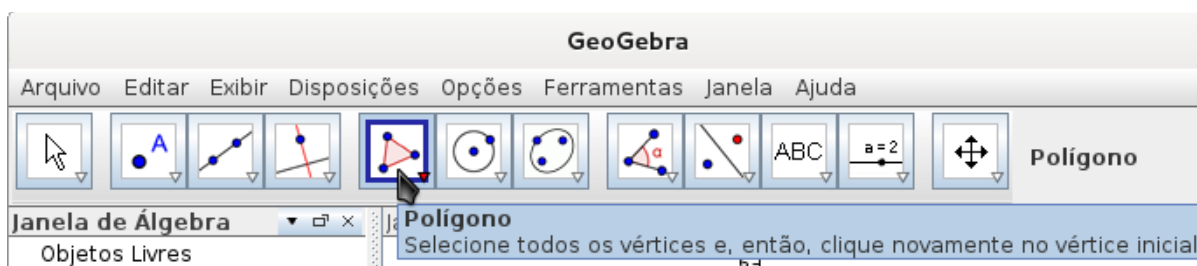 GeoGebra
Arquivo Editar Exibir Disposições Opções Ferramentas Janela Ajuda
A α ABC a=2 Polígono
Janela de Álgebra
Polígono
Selecione todos os vértices e, então, clique novamente no vértice inicial
Objetos Livres